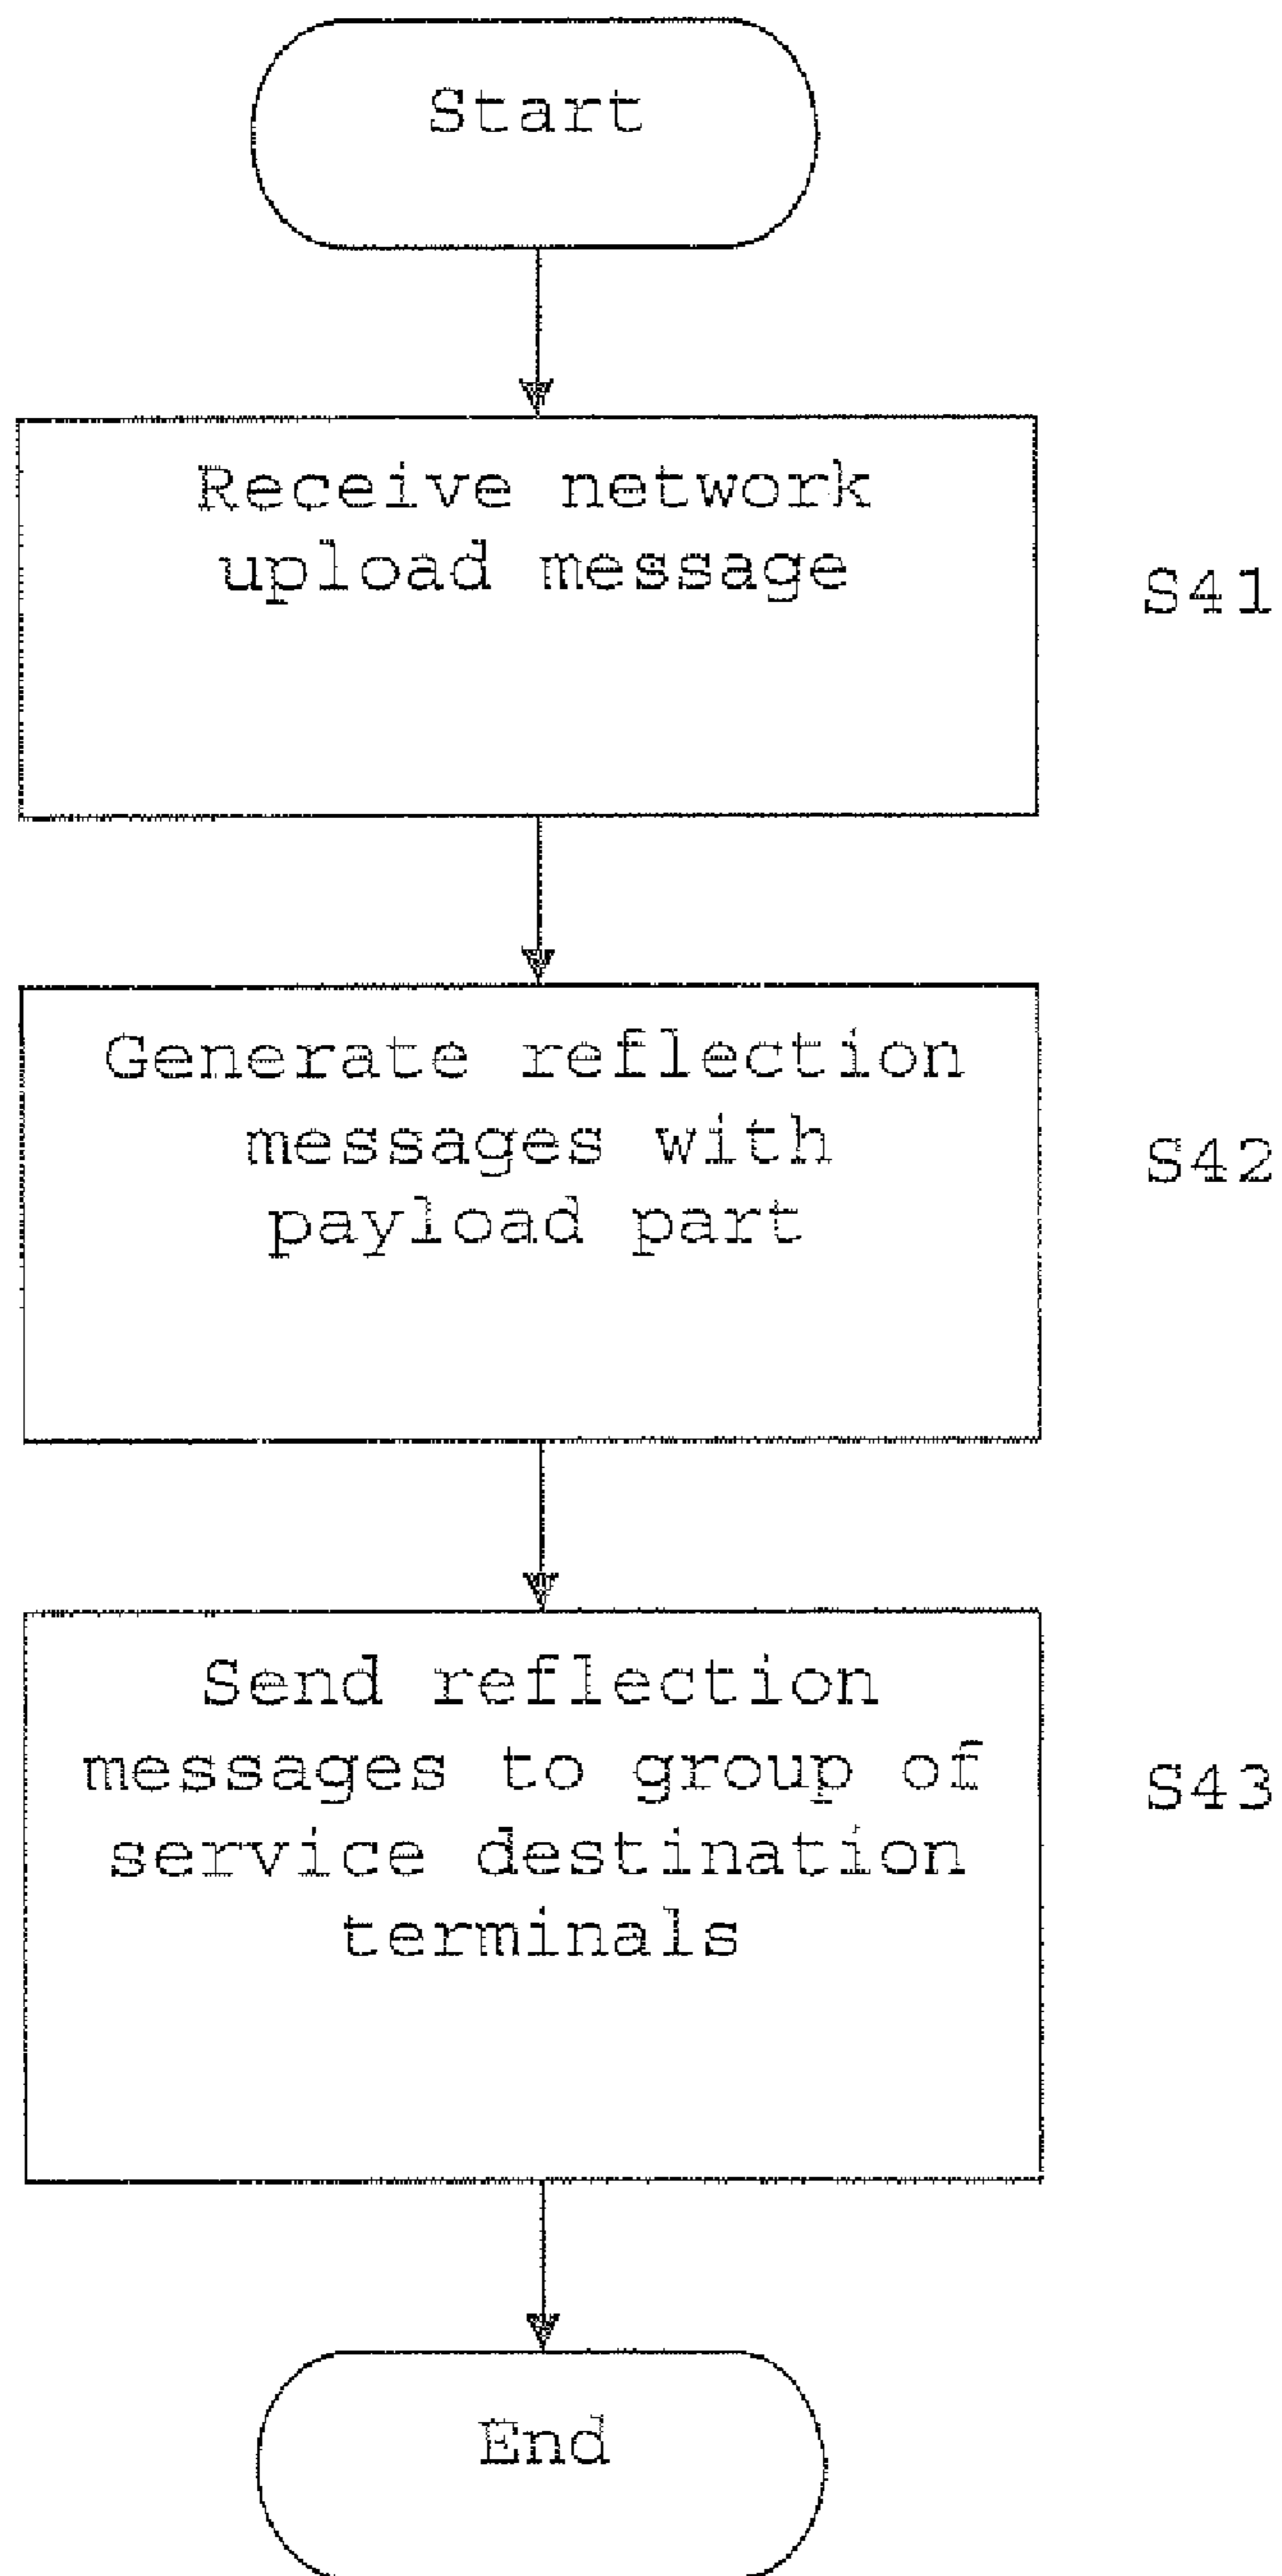 Start
Receive network
upload message
S41
Generate reflection
messages with
payload part
S42
Send reflection
messages to group of
service destination
terminals
S43
End